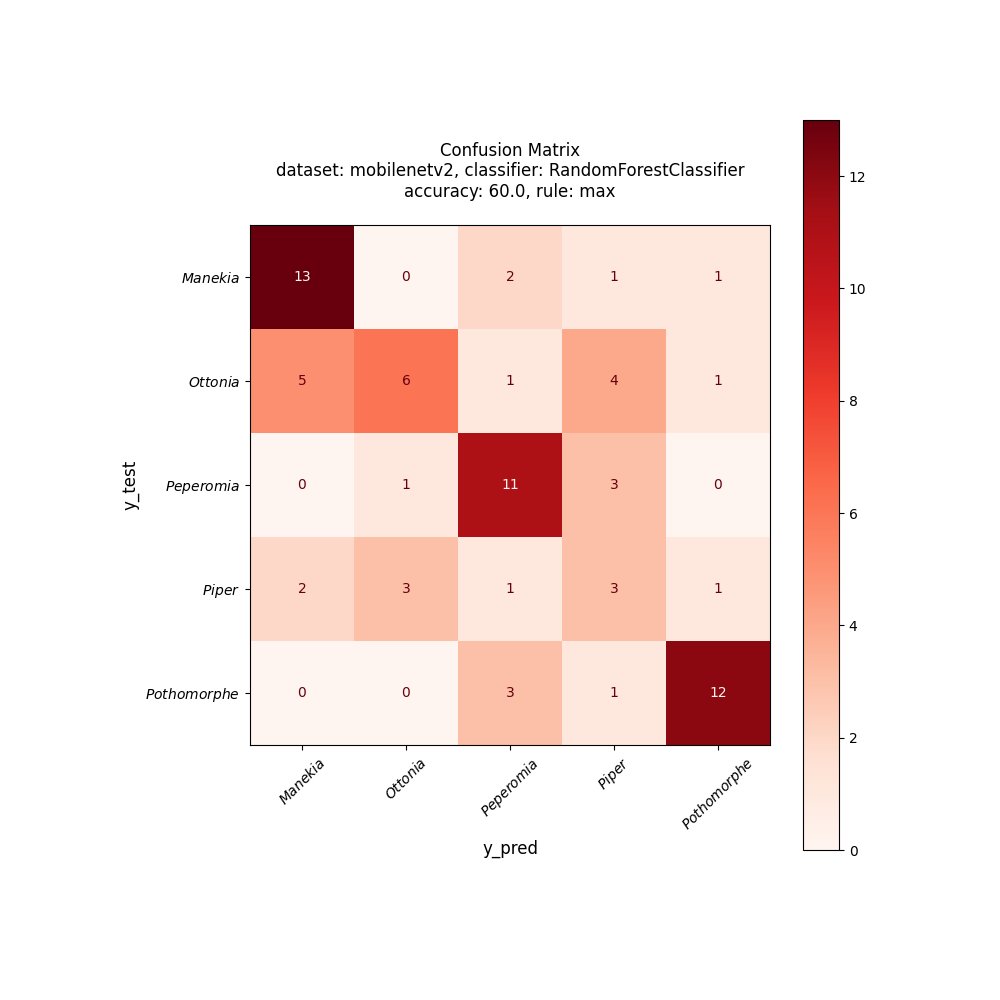 Confusion Matrix
dataset: mobilenetv2, classifier: RandomForestClassifier
accuracy: 60.0, rule: max
y_test
Manekia 13 0 2 1 1
Ottonia 5 6 1 4 1
Peperomia 0 1 11 3 0
Piper 2 3 1 3 1
Pothomorphe 0 0 3 1 12
Manekia Ottonia Peperomia Piper Pothomorphe
y_pred
12
10
8
6
4
2
0